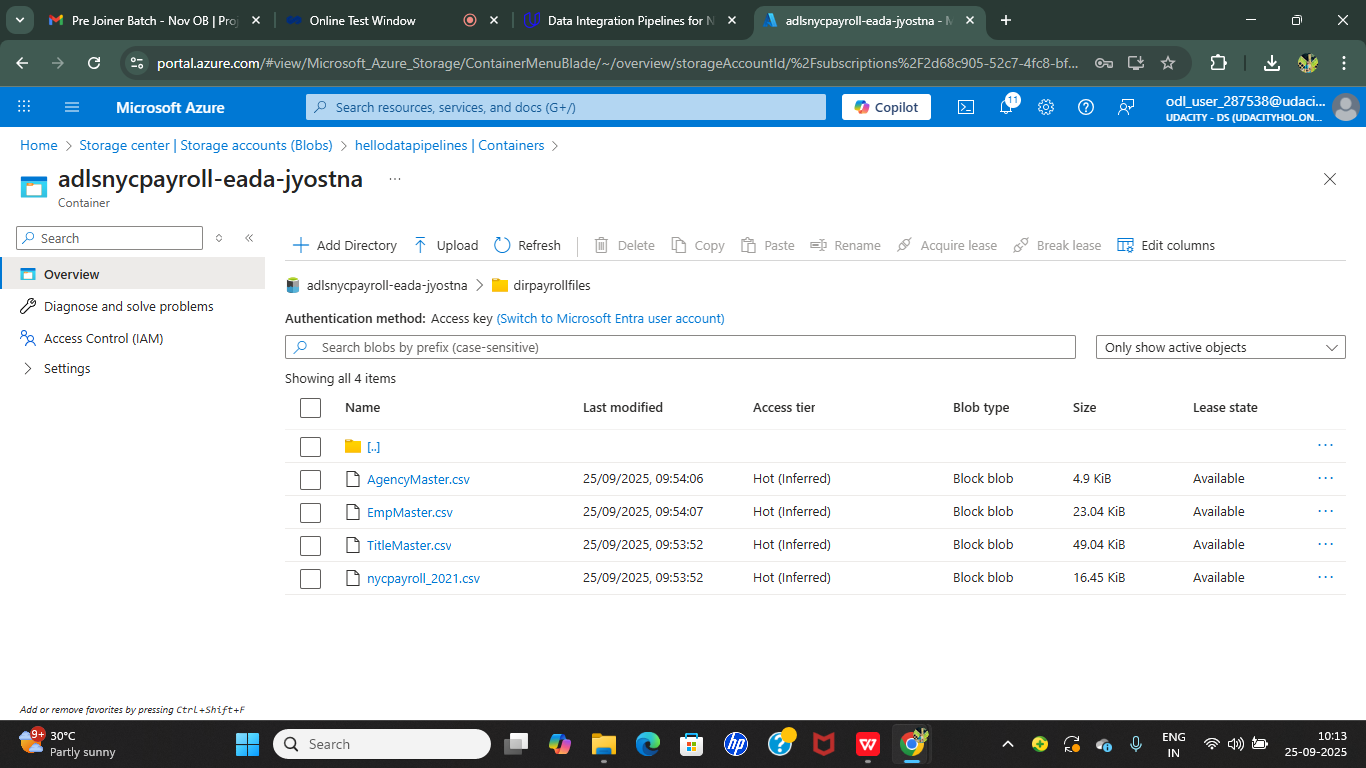 Pre Joiner Batch - Nov OB | Pro
Online Test Window
Data Integration Pipelines for N
adlsnycpayroll-eada-jyostna - M
portal.azure.com/#view/Microsoft_Azure_Storage/ContainerMenuBlade/~/overview/storageAccountId/%2Fsubscriptions%2F2d68c905-52c7-4fc8-bf...
Microsoft Azure
Search resources, services, and docs (G+/)
Copilot
11
odl_user_287538@udaci...
UDACITY - DS (UDACITYHOL.ON...
Home > Storage center | Storage accounts (Blobs) > hellodatapipelines | Containers >
adlsnycpayroll-eada-jyostna ...
Container
Search
Overview
Diagnose and solve problems
Access Control (IAM)
Settings
Add Directory Upload Refresh Delete Copy Paste Rename Acquire lease Break lease Edit columns
adlsnycpayroll-eada-jyostna > dirpayrollfiles
Authentication method: Access key (Switch to Microsoft Entra user account)
Search blobs by prefix (case-sensitive)
Only show active objects
Showing all 4 items
Name Last modified Access tier Blob type Size Lease state
[..] ...
AgencyMaster.csv 25/09/2025, 09:54:06 Hot (Inferred) Block blob 4.9 KiB Available ...
EmpMaster.csv 25/09/2025, 09:54:07 Hot (Inferred) Block blob 23.04 KiB Available ...
TitleMaster.csv 25/09/2025, 09:53:52 Hot (Inferred) Block blob 49.04 KiB Available ...
nycpayroll_2021.csv 25/09/2025, 09:53:52 Hot (Inferred) Block blob 16.45 KiB Available ...
Add or remove favorites by pressing Ctrl+Shift+F
9+
30°C
Partly sunny
Search
ENG
IN
10:13
25-09-2025